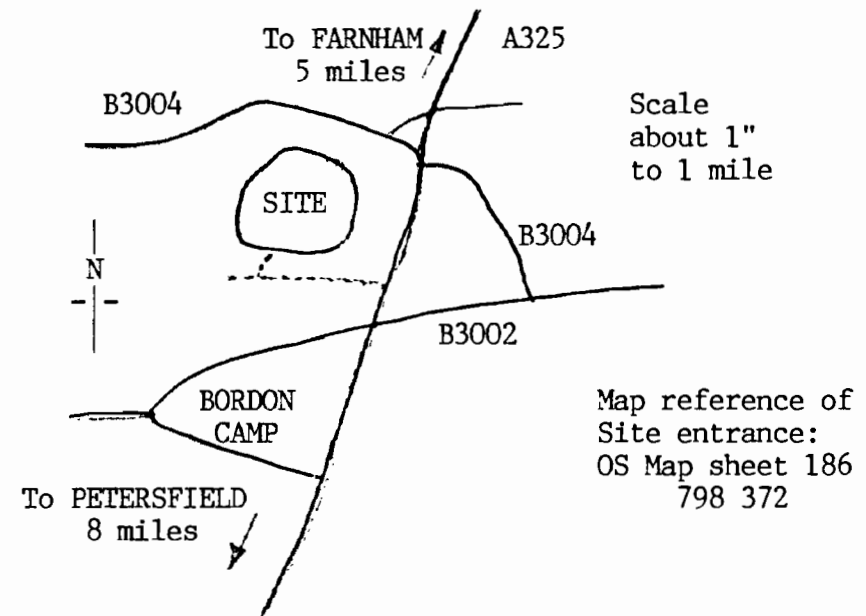 To FARNHAM
5 miles
A325
B3004
Scale
about 1"
to 1 mile
SITE
B3004
N
B3002
BORDON
CAMP
Map reference of
Site entrance:
OS Map sheet 186
798 372
To PETERSFIELD
8 miles